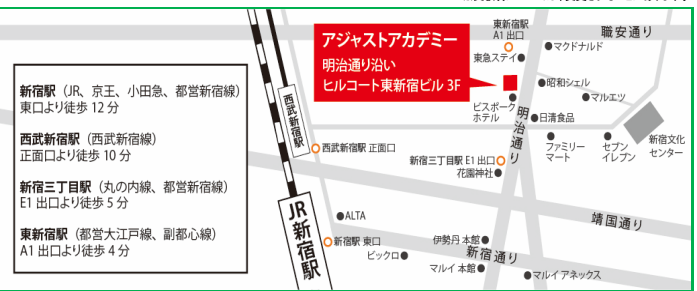 新宿駅（JR、京王、小田急、都営新宿線）
東口より徒歩 12 分
西武新宿駅（西武新宿線）
正面口より徒歩 10 分
新宿三丁目駅（丸の内線、都営新宿線）
E1 出口より徒歩 5 分
東新宿駅（都営大江戸線、副都心線）
A1 出口より徒歩 4 分
アジャストアカデミー
明治通り沿い
ヒルコート東新宿ビル 3F
東新宿駅
A1 出口
東急ステイ
マクドナルド
職安通り
昭和シェル
マルエツ
ビスポーク
ホテル
日清食品
明治通り
ファミリー
マート
セブン
イレブン
新宿文化
センター
西武新宿駅
西武新宿駅 正面口
新宿三丁目駅 E1 出口
花園神社
靖国通り
JR新宿駅
ALTA
新宿駅 東口
ビックロ
伊勢丹 本館
新宿通り
マルイ 本館
マルイ アネックス